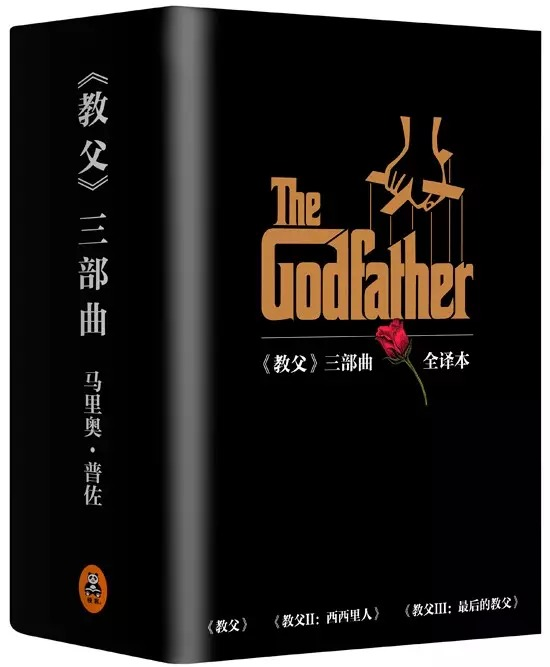 《教父》三部曲
马里奥·普佐
The
Godfather
《教父》三部曲 全译本
《教父》 《教父II：西西里人》 《教父III：最后的教父》